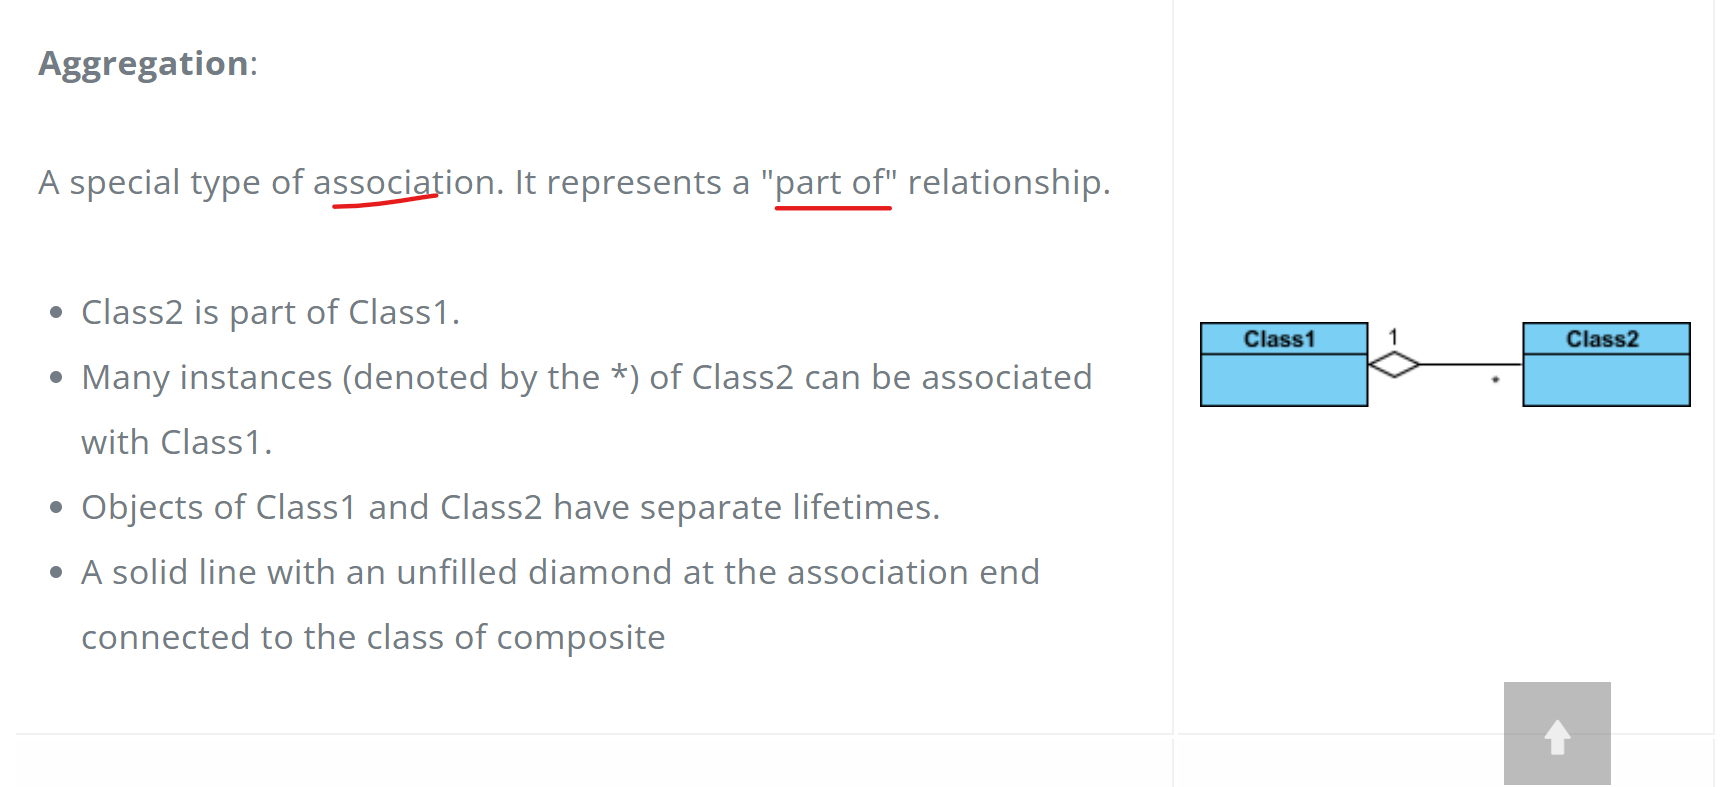 Aggregation:
A special type of association. It represents a "part of" relationship.
• Class2 is part of Class1.
• Many instances (denoted by the *) of Class2 can be associated
with Class1.
• Objects of Class1 and Class2 have separate lifetimes.
• A solid line with an unfilled diamond at the association end
connected to the class of composite
Class1 1 Class2
*